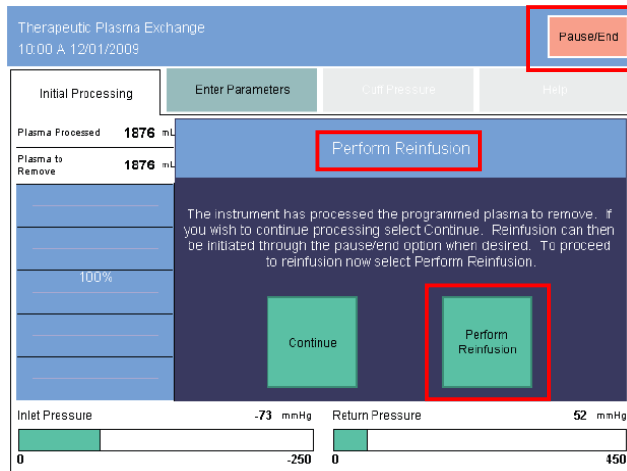 Therapeutic Plasma Exchange
10:00 A 12/01/2009
Pause/End
Initial Processing
Enter Parameters
Cuff Pressure
Help
Plasma Processed 1876 mL
Plasma to
Remove 1876 mL
Perform Reinfusion
The instrument has processed the programmed plasma to remove. If
you wish to continue processing select Continue. Reinfusion can then
be initiated through the pause/end option when desired. To proceed
to reinfusion now select Perform Reinfusion.
100%
Continue
Perform
Reinfusion
Inlet Pressure -73 mmHg
Return Pressure 52 mmHg
0 -250
0 450